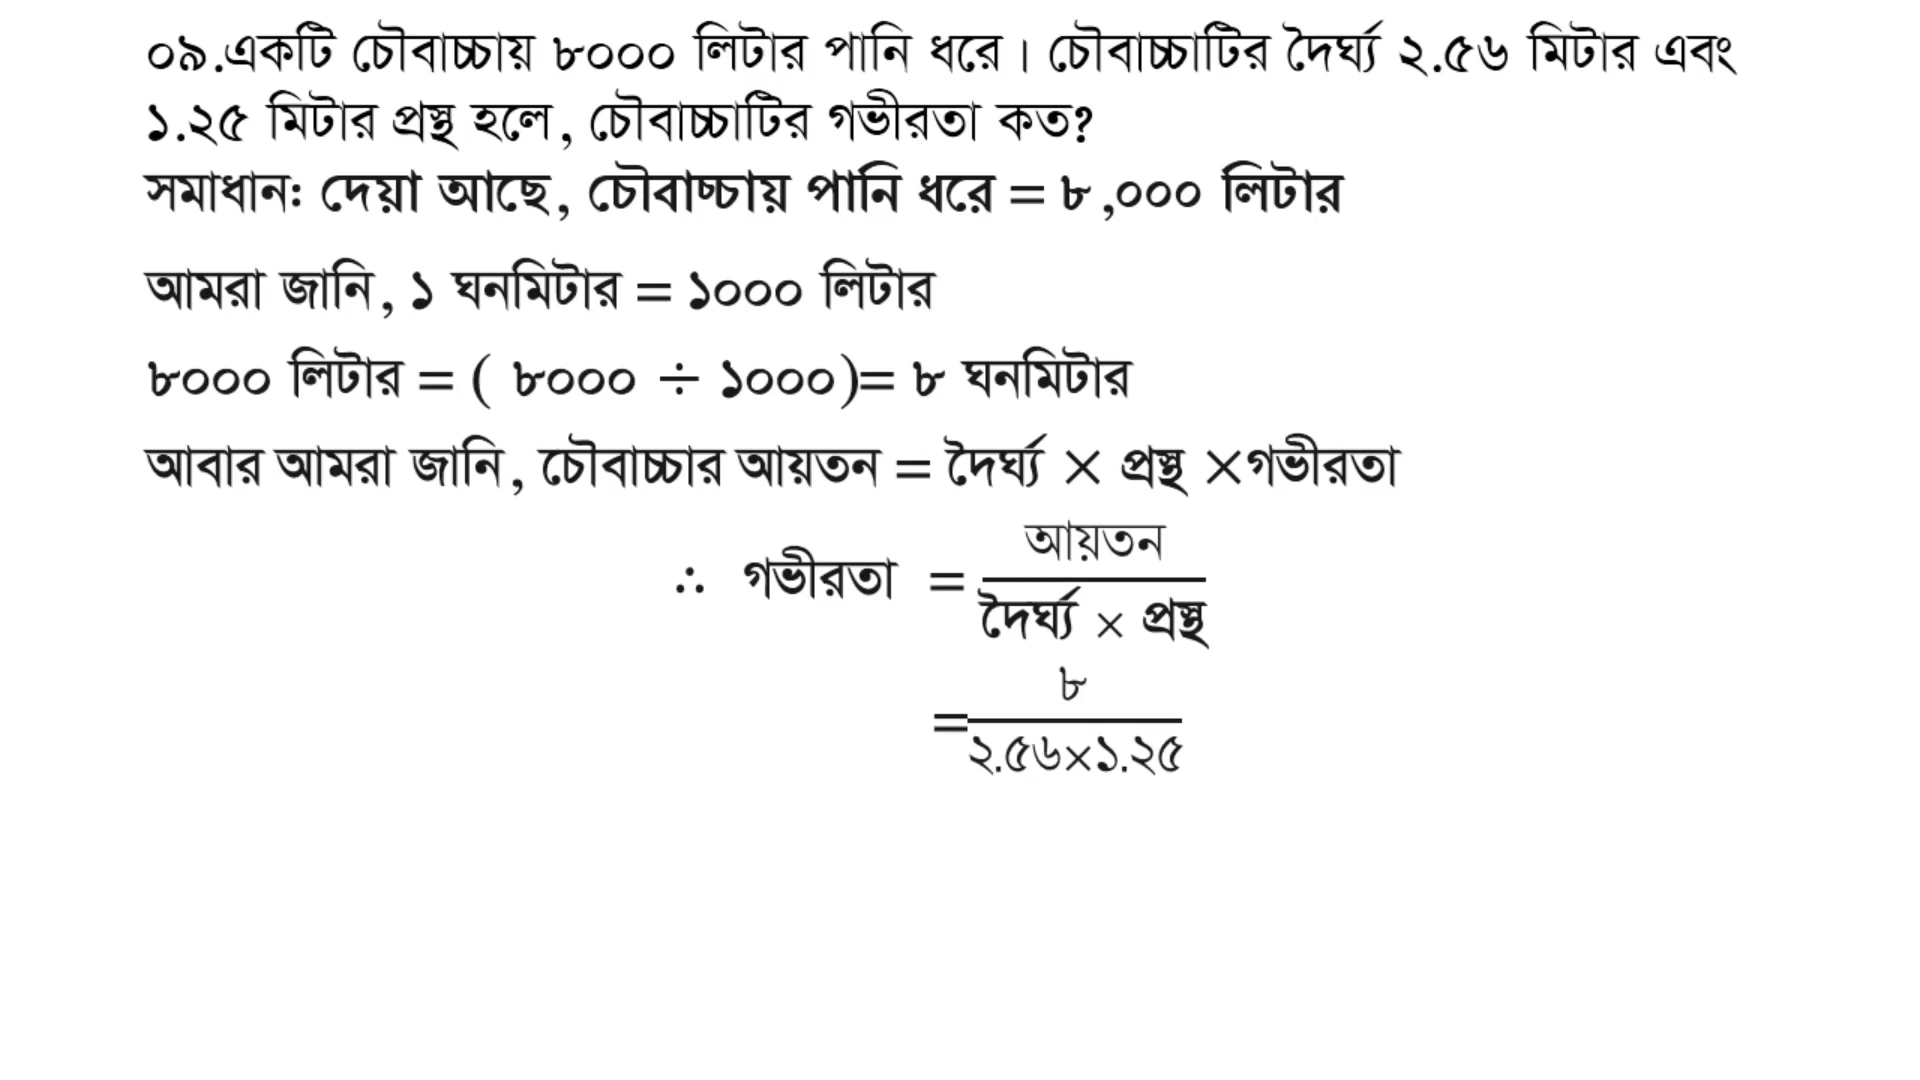 ০৯.একটি চৌবাচ্চায় ৮০০০ লিটার পানি ধরে। চৌবাচ্চাটির দৈর্ঘ্য ২.৫৬ মিটার এবং
১.২৫ মিটার প্রস্থ হলে, চৌবাচ্চাটির গভীরতা কত?
সমাধান: দেয়া আছে, চৌবাচ্চায় পানি ধরে = ৮,০০০ লিটার
আমরা জানি, ১ ঘনমিটার = ১০০০ লিটার
৮০০০ লিটার = ( ৮০০০ ÷ ১০০০)= ৮ ঘনমিটার
আবার আমরা জানি, চৌবাচ্চার আয়তন = দৈর্ঘ্য × প্রস্থ ×গভীরতা
আয়তন
∴ গভীরতা =
দৈর্ঘ্য × প্রস্থ
৮
=
২.৫৬×১.২৫